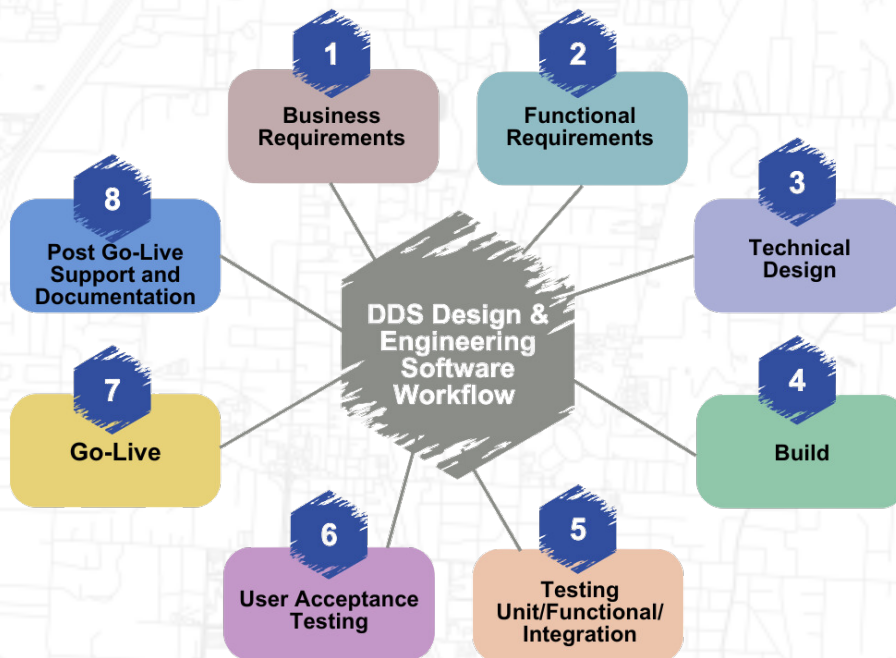 1
Business
Requirements
2
Functional
Requirements
3
Technical
Design
4
Build
5
Testing
Unit/Functional/
Integration
6
User Acceptance
Testing
7
Go-Live
8
Post Go-Live
Support and
Documentation
DDS Design &
Engineering
Software
Workflow